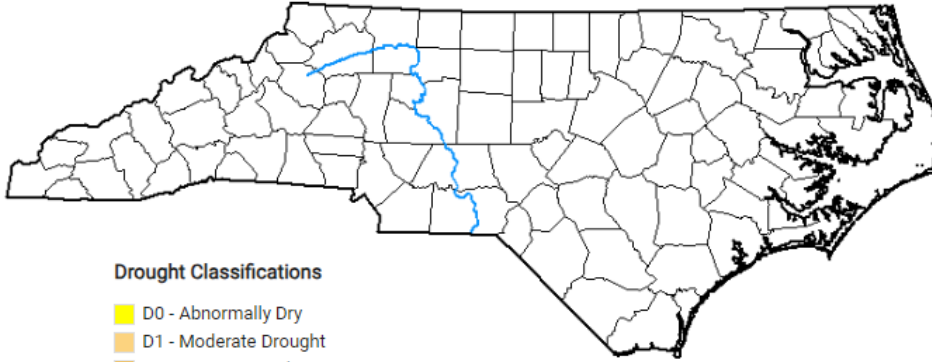 Drought Classifications
D0 - Abnormally Dry
D1 - Moderate Drought